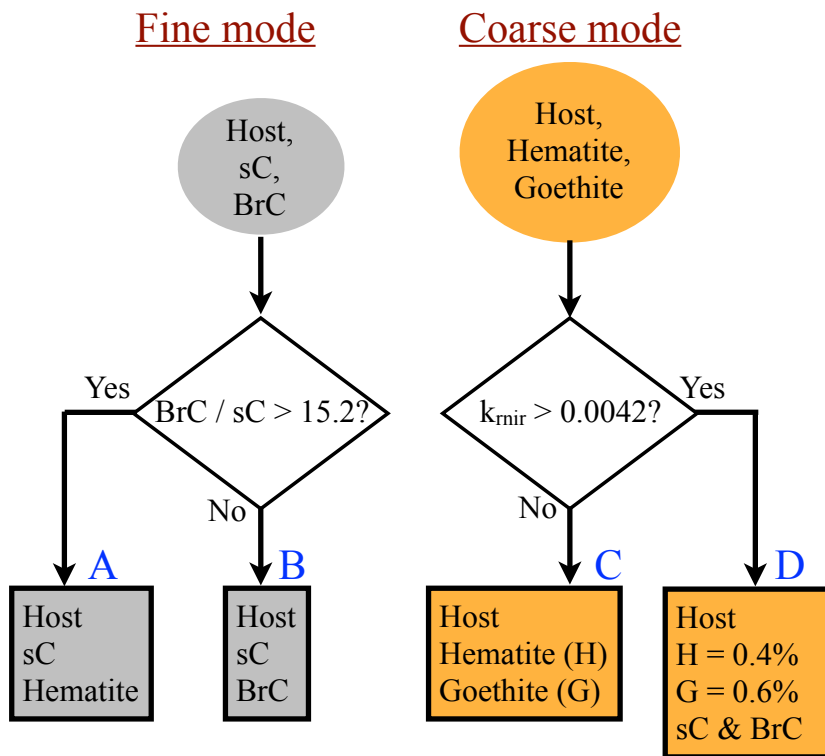 Fine mode
Coarse mode
Host,
sC,
BrC
Host,
Hematite,
Goethite
Yes
BrC / sC > 15.2?
No
k_rnir > 0.0042?
Yes
No
A
B
C
D
Host
sC
Hematite
Host
sC
BrC
Host
Hematite (H)
Goethite (G)
Host
H = 0.4%
G = 0.6%
sC & BrC